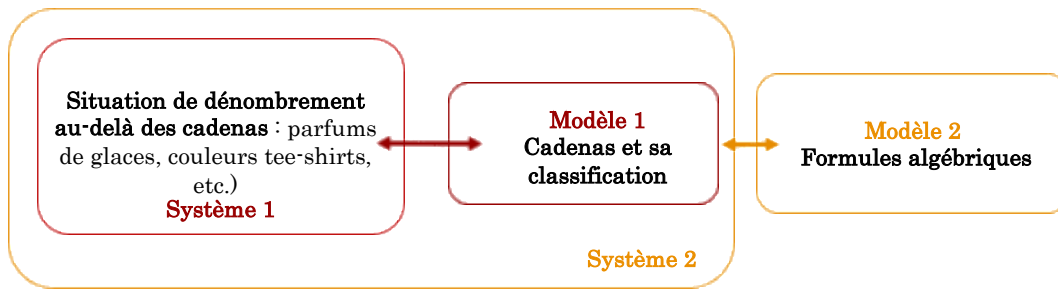 Situation de dénombrement
au-delà des cadenas : parfums
de glaces, couleurs tee-shirts,
etc.)
Système 1
Modèle 1
Cadenas et sa
classification
Modèle 2
Formules algébriques
Système 2